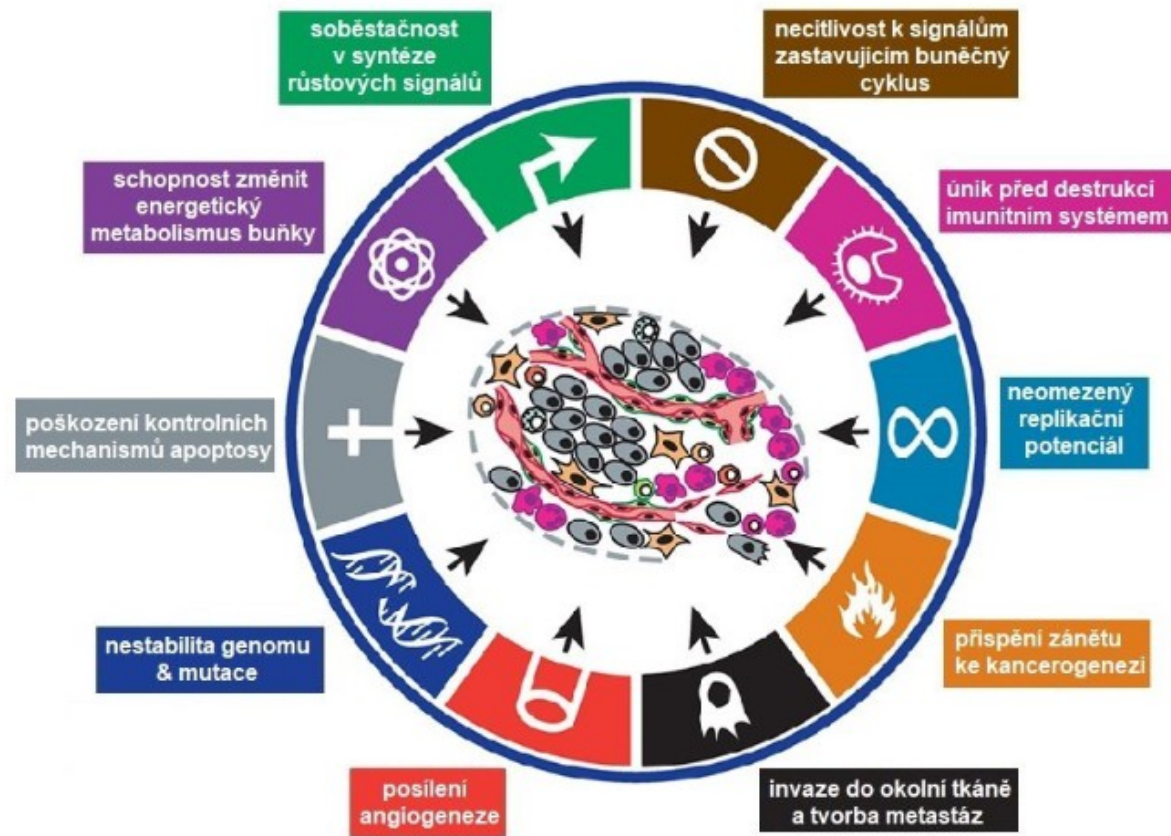 soběstačnost
v syntéze
růstových signálů
necitlivost k signálům
zastavujícím buněčný
cyklus
schopnost změnit
energetický
metabolismus buňky
únik před destrukcí
imunitním systémem
poškození kontrolních
mechanismů apoptosy
neomezený
replikační
potenciál
nestabilita genomu
& mutace
přispění zánětu
ke kancerogenezi
posílení
angiogeneze
invaze do okolní tkáně
a tvorba metastáz